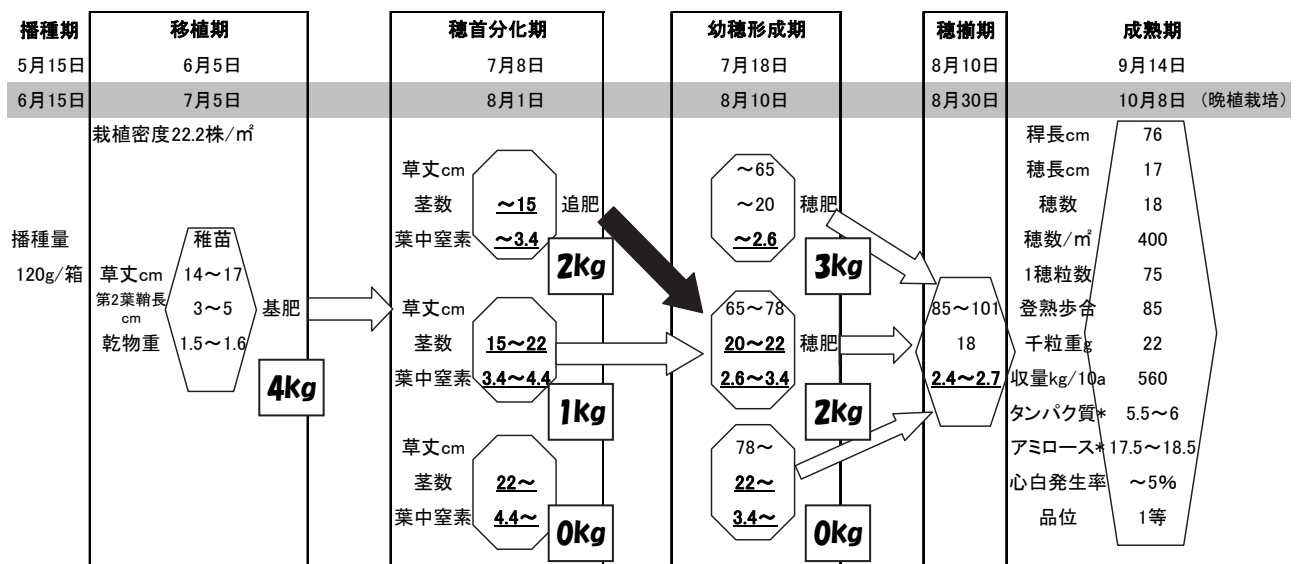 播種期 移植期 穂首分化期 幼穂形成期 穂揃期 成熟期
5月15日 6月5日 7月8日 7月18日 8月10日 9月14日
6月15日 7月5日 8月1日 8月10日 8月30日 10月8日 (晩植栽培)
栽植密度22.2株/㎡
播種量
120g/箱
稚苗
草丈cm 14~17
第2葉鞘長cm 3~5
乾物重 1.5~1.6
基肥
4kg
草丈cm
茎数 ~15 追肥
葉中窒素 ~3.4
2kg
草丈cm
茎数 15~22
葉中窒素 3.4~4.4
1kg
草丈cm
茎数 22~
葉中窒素 4.4~
0kg
~65
~20 穂肥
~2.6
3kg
65~78
20~22 穂肥
2.6~3.4
2kg
78~
22~
3.4~
0kg
85~101
18
2.4~2.7
稈長cm 76
穂長cm 17
穂数 18
穂数/㎡ 400
1穂粒数 75
登熟歩合 85
千粒重g 22
収量kg/10a 560
タンパク質* 5.5~6
アミロース* 17.5~18.5
心白発生率 ~5%
品位 1等